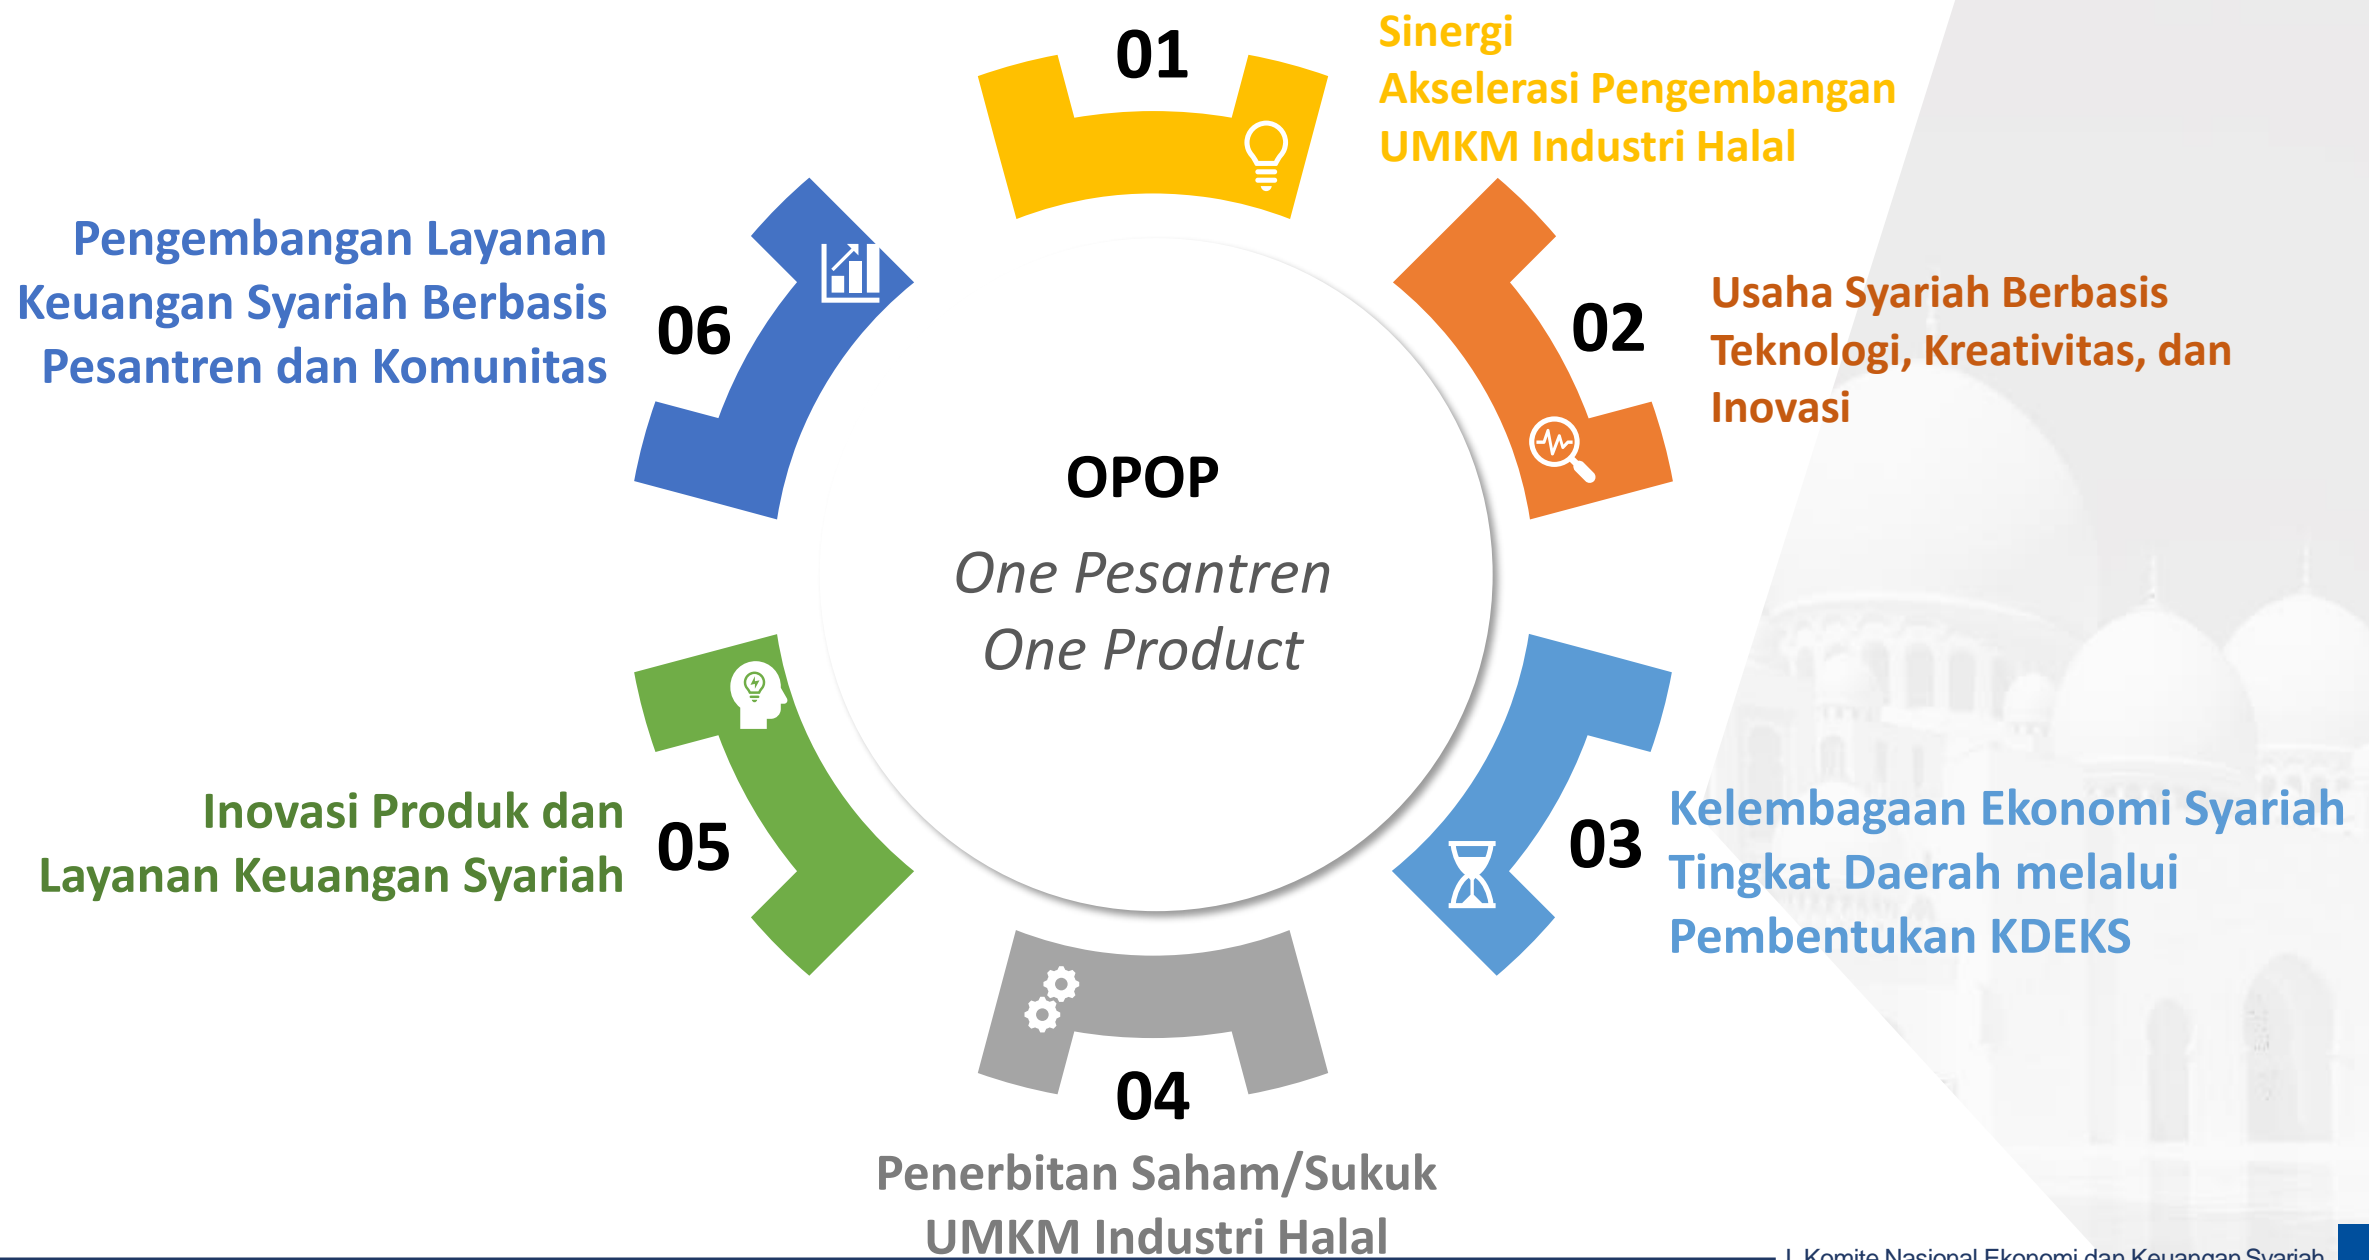 01
Sinergi
Akselerasi Pengembangan
UMKM Industri Halal
02
Usaha Syariah Berbasis
Teknologi, Kreativitas, dan
Inovasi
03
Kelembagaan Ekonomi Syariah
Tingkat Daerah melalui
Pembentukan KDEKS
04
Penerbitan Saham/Sukuk
UMKM Industri Halal
05
Inovasi Produk dan
Layanan Keuangan Syariah
06
Pengembangan Layanan
Keuangan Syariah Berbasis
Pesantren dan Komunitas
OPOP
One Pesantren
One Product
| Komite Nasional Ekonomi dan Keuangan Syariah